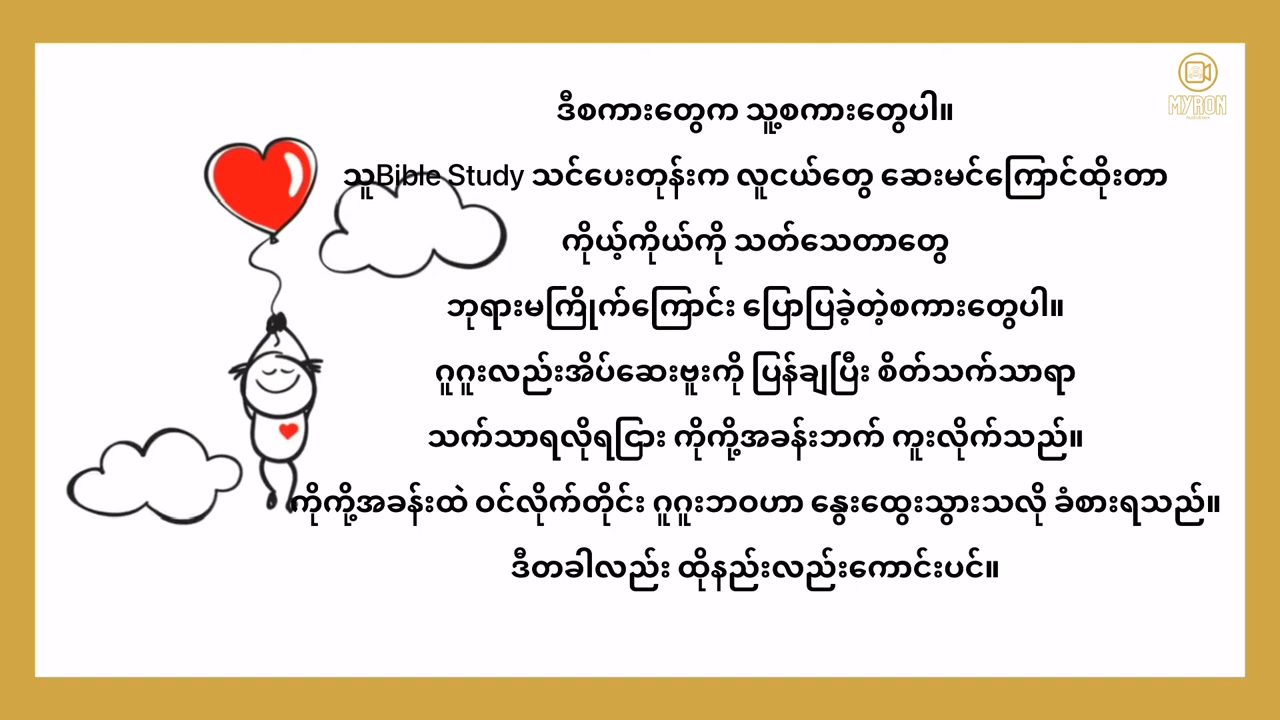 MYRON
ဒီစကားတွေက သူ့စကားတွေပါ။
သူBible Study သင်ပေးတုန်းက လူငယ်တွေ ဆေးမင်ကြောင်ထိုးတာ
ကိုယ့်ကိုယ်ကို သတ်သေတာတွေ
ဘုရားမကြိုက်ကြောင်း ပြောပြခဲ့တဲ့စကားတွေပါ။
ဂူဂူးလည်းအိပ်ဆေးဗူးကို ပြန်ချပြီး စိတ်သက်သာရာ
သက်သာရလိုရငြား ကိုကို့အခန်းဘက် ကူးလိုက်သည်။
ကိုကို့အခန်းထဲ ဝင်လိုက်တိုင်း ဂူဂူးဘဝဟာ နွေးထွေးသွားသလို ခံစားရသည်။
ဒီတခါလည်း ထိုနည်းလည်းကောင်းပင်။